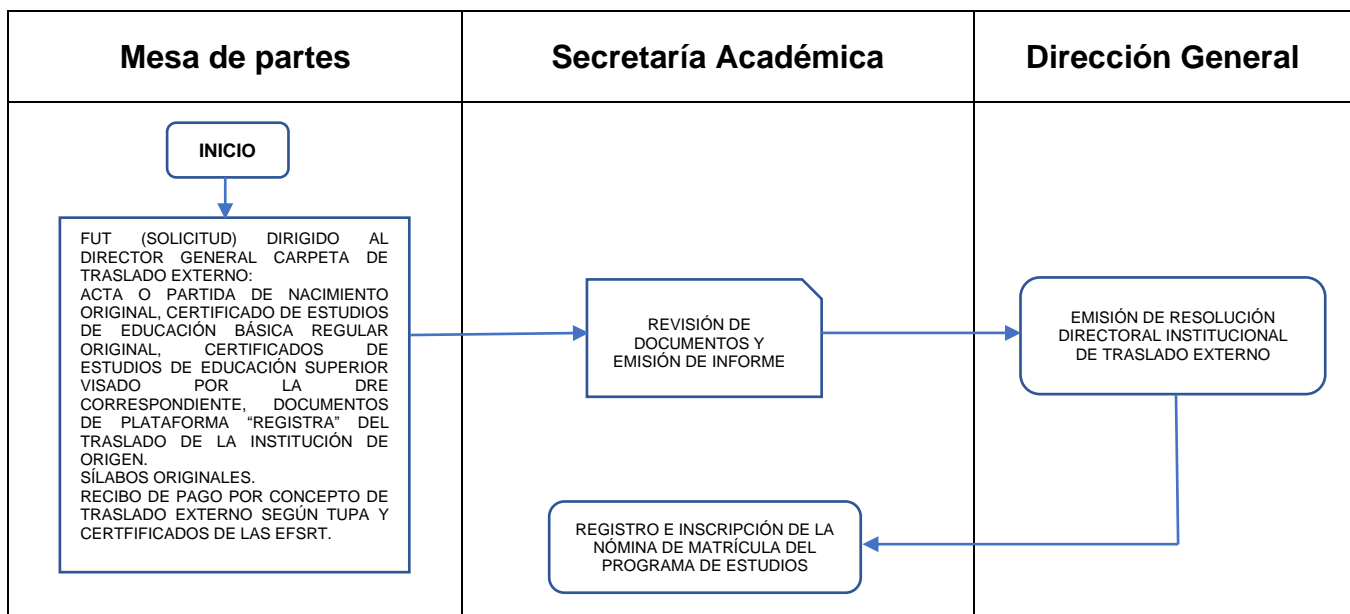 Mesa de partes
Secretaría Académica
Dirección General
INICIO
FUT (SOLICITUD) DIRIGIDO AL
DIRECTOR GENERAL CARPETA DE
TRASLADO EXTERNO:
ACTA O PARTIDA DE NACIMIENTO
ORIGINAL, CERTIFICADO DE ESTUDIOS
DE EDUCACIÓN BÁSICA REGULAR
ORIGINAL, CERTIFICADOS DE
ESTUDIOS DE EDUCACIÓN SUPERIOR
VISADO POR LA DRE
CORRESPONDIENTE, DOCUMENTOS
DE PLATAFORMA “REGISTRA” DEL
TRASLADO DE LA INSTITUCIÓN DE
ORIGEN.
SÍLABOS ORIGINALES.
RECIBO DE PAGO POR CONCEPTO DE
TRASLADO EXTERNO SEGÚN TUPA Y
CERTFIFICADOS DE LAS EFSRT.
REVISIÓN DE
DOCUMENTOS Y
EMISIÓN DE INFORME
EMISIÓN DE RESOLUCIÓN
DIRECTORAL INSTITUCIONAL
DE TRASLADO EXTERNO
REGISTRO E INSCRIPCIÓN DE LA
NÓMINA DE MATRÍCULA DEL
PROGRAMA DE ESTUDIOS